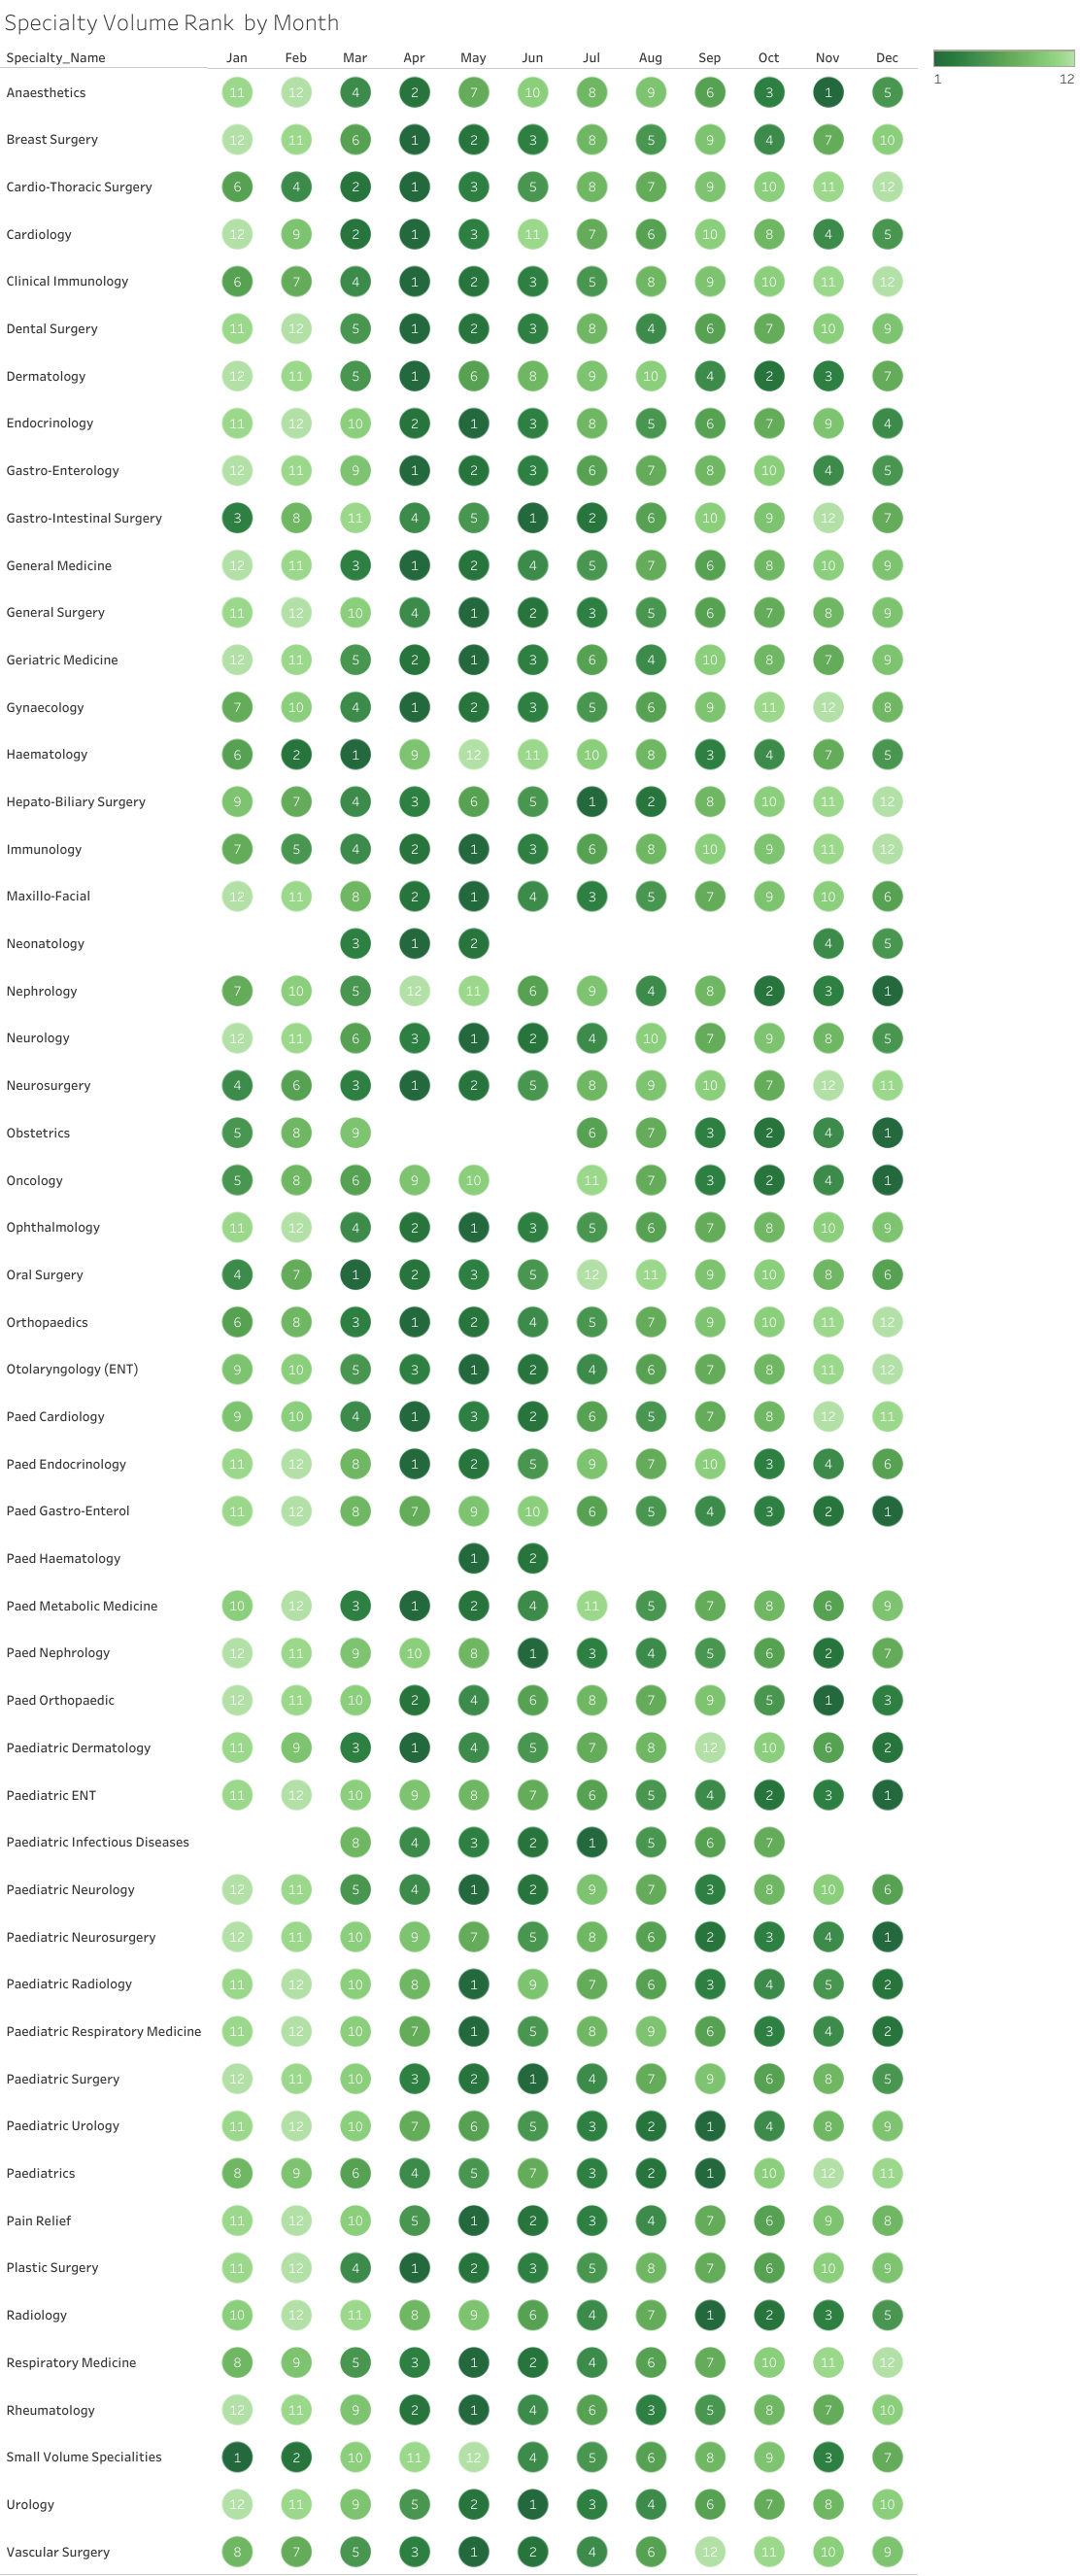 Specialty Volume Rank by Month
Specialty_Name Jan Feb Mar Apr May Jun Jul Aug Sep Oct Nov Dec
1 12
Anaesthetics 11 12 4 2 7 10 8 9 6 3 1 5
Breast Surgery 12 11 6 1 2 3 8 5 9 4 7 10
Cardio-Thoracic Surgery 6 4 2 1 3 5 8 7 9 10 11 12
Cardiology 12 9 2 1 3 11 7 6 10 8 4 5
Clinical Immunology 6 7 4 1 2 3 5 8 9 10 11 12
Dental Surgery 11 12 5 1 2 3 8 4 6 7 10 9
Dermatology 12 11 5 1 6 8 9 10 4 2 3 7
Endocrinology 11 12 10 2 1 3 8 5 6 7 9 4
Gastro-Enterology 12 11 9 1 2 3 6 7 8 10 4 5
Gastro-Intestinal Surgery 3 8 11 4 5 1 2 6 10 9 12 7
General Medicine 12 11 3 1 2 4 5 7 6 8 10 9
General Surgery 11 12 10 4 1 2 3 5 6 7 8 9
Geriatric Medicine 12 11 5 2 1 3 6 4 10 8 7 9
Gynaecology 7 10 4 1 2 3 5 6 9 11 12 8
Haematology 6 2 1 9 12 11 10 8 3 4 7 5
Hepato-Biliary Surgery 9 7 4 3 6 5 1 2 8 10 11 12
Immunology 7 5 4 2 1 3 6 8 10 9 11 12
Maxillo-Facial 12 11 8 2 1 4 3 5 7 9 10 6
Neonatology 3 1 2 4 5
Nephrology 7 10 5 12 11 6 9 4 8 2 3 1
Neurology 12 11 6 3 1 2 4 10 7 9 8 5
Neurosurgery 4 6 3 1 2 5 8 9 10 7 12 11
Obstetrics 5 8 9 6 7 3 2 4 1
Oncology 5 8 6 9 10 11 7 3 2 4 1
Ophthalmology 11 12 4 2 1 3 5 6 7 8 10 9
Oral Surgery 4 7 1 2 3 5 12 11 9 10 8 6
Orthopaedics 6 8 3 1 2 4 5 7 9 10 11 12
Otolaryngology (ENT) 9 10 5 3 1 2 4 6 7 8 11 12
Paed Cardiology 9 10 4 1 3 2 6 5 7 8 12 11
Paed Endocrinology 11 12 8 1 2 5 9 7 10 3 4 6
Paed Gastro-Enterol 11 12 8 7 9 10 6 5 4 3 2 1
Paed Haematology 1 2
Paed Metabolic Medicine 10 12 3 1 2 4 11 5 7 8 6 9
Paed Nephrology 12 11 9 10 8 1 3 4 5 6 2 7
Paed Orthopaedic 12 11 10 2 4 6 8 7 9 5 1 3
Paediatric Dermatology 11 9 3 1 4 5 7 8 12 10 6 2
Paediatric ENT 11 12 10 9 8 7 6 5 4 2 3 1
Paediatric Infectious Diseases 8 4 3 2 1 5 6 7
Paediatric Neurology 12 11 5 4 1 2 9 7 3 8 10 6
Paediatric Neurosurgery 12 11 10 9 7 5 8 6 2 3 4 1
Paediatric Radiology 11 12 10 8 1 9 7 6 3 4 5 2
Paediatric Respiratory Medicine 11 12 10 7 1 5 8 9 6 3 4 2
Paediatric Surgery 12 11 10 3 2 1 4 7 9 6 8 5
Paediatric Urology 11 12 10 7 6 5 3 2 1 4 8 9
Paediatrics 8 9 6 4 5 7 3 2 1 10 12 11
Pain Relief 11 12 10 5 1 2 3 4 7 6 9 8
Plastic Surgery 11 12 4 1 2 3 5 8 7 6 10 9
Radiology 10 12 11 8 9 6 4 7 1 2 3 5
Respiratory Medicine 8 9 5 3 1 2 4 6 7 10 11 12
Rheumatology 12 11 9 2 1 4 6 3 5 8 7 10
Small Volume Specialities 1 2 10 11 12 4 5 6 8 9 3 7
Urology 12 11 9 5 2 1 3 4 6 7 8 10
Vascular Surgery 8 7 5 3 1 2 4 6 12 11 10 9